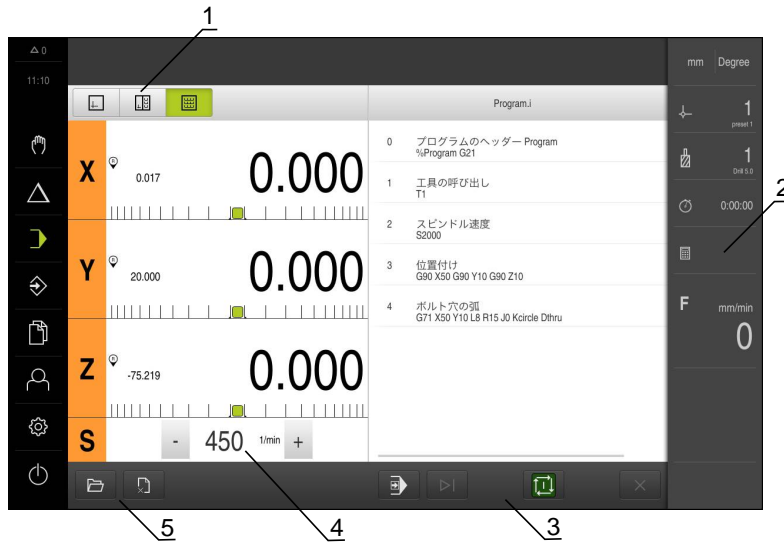 1
0
11:10
mm Degree
Program.i
1
preset 1
1
Drill 5.0
0:00:00
2
F mm/min
0
X R 0.017 0.000
Y R 20.000 0.000
Z R -75.219 0.000
S - 450 1/min +
0 プログラムのヘッダー Program
%Program G21
1 工具の呼び出し
T1
2 スピンドル速度
S2000
3 位置付け
G90 X50 G90 Y10 G90 Z10
4 ボルト穴の弧
G71 X50 Y10 L8 R15 J0 Kcircle Dthru
5
4
3